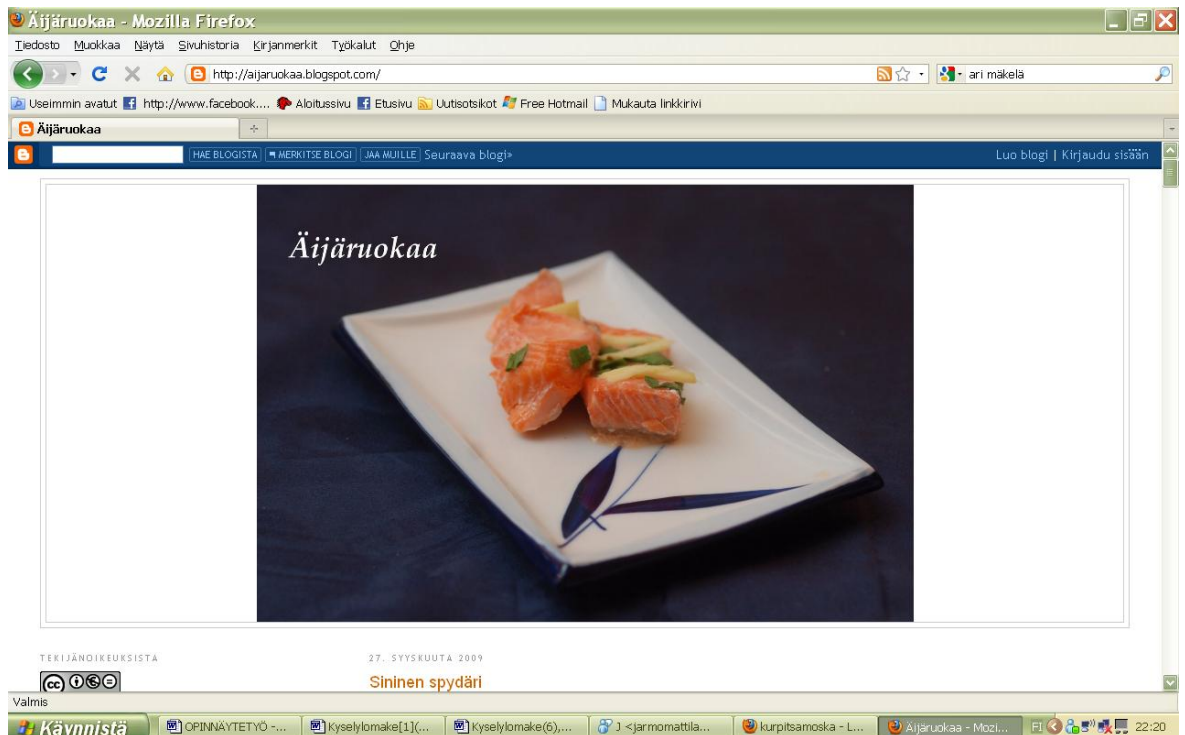 Äijäruokaa - Mozilla Firefox
Tiedosto Muokkaa Näytä Sivuhistoria Kirjanmerkit Työkalut Ohje
http://aijaruokaa.blogspot.com/ ari mäkelä
Useimmin avatut http://www.facebook.... Aloitussivu Etusivu Uutisotsikot Free Hotmail Mukauta linkkirivi
Äijäruokaa
HAE BLOGISTA MERKITSE BLOGI JAA MUILLE Seuraava blogi» Luo blogi | Kirjaudu sisään
Äijäruokaa
TEKIJÄNOIKEUKSISTA 27. SYYSKUUTA 2009
cc Sininen spydäri
Valmis
Käynnistä OPINNÄYTETYÖ -... Kyselylomake[1](... Kyselylomake(6),... J <jarmomattila... kurpitsamoska - L... Äijäruokaa - Mozi... FI 22:20